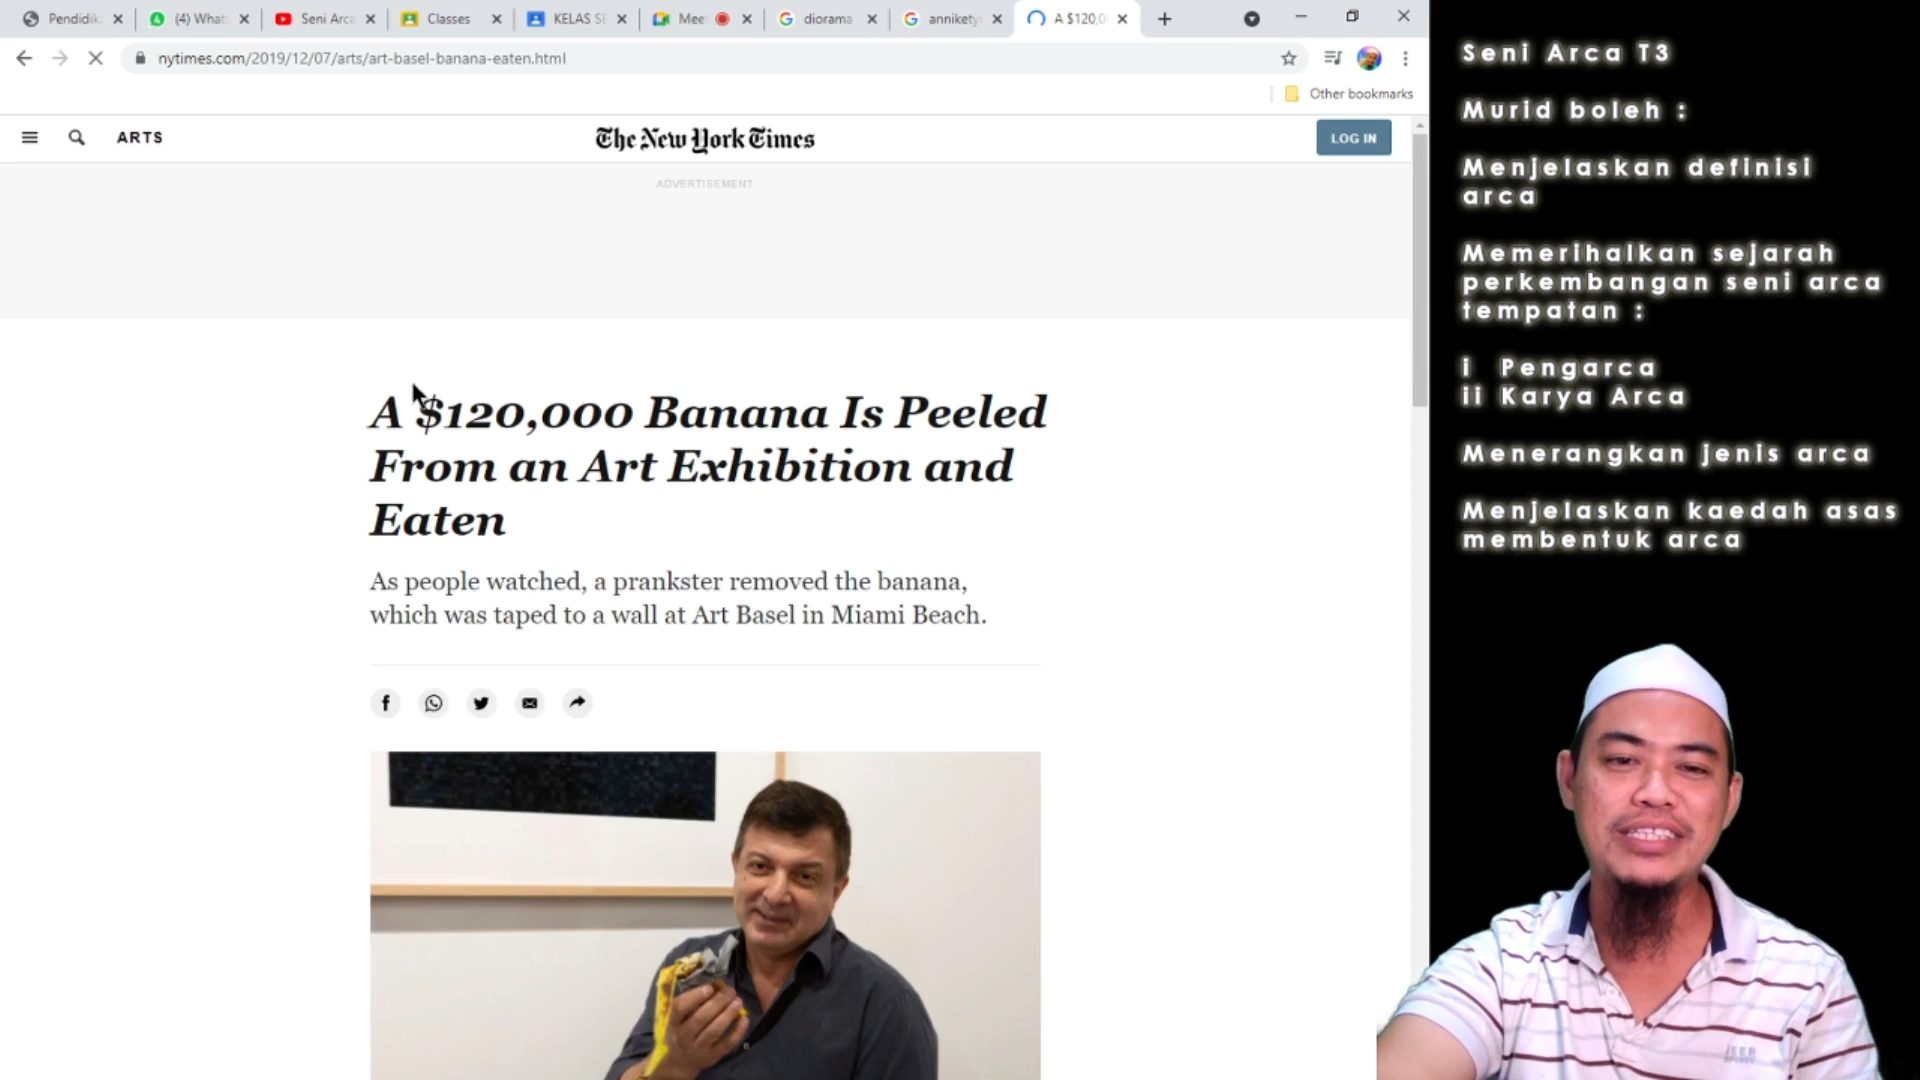 Pendidik
(4) What
Seni Arca
Classes
KELAS SE
Meet
diorama
anniketyn
A $120,0
nytimes.com/2019/12/07/arts/art-basel-banana-eaten.html
Other bookmarks
ARTS
The New York Times
LOG IN
ADVERTISEMENT
A $120,000 Banana Is Peeled
From an Art Exhibition and
Eaten
As people watched, a prankster removed the banana,
which was taped to a wall at Art Basel in Miami Beach.
Seni Arca T3
Murid boleh :
Menjelaskan definisi
arca
Memerihalkan sejarah
perkembangan seni arca
tempatan :
i Pengarca
ii Karya Arca
Menerangkan jenis arca
Menjelaskan kaedah asas
membentuk arca
JEEP